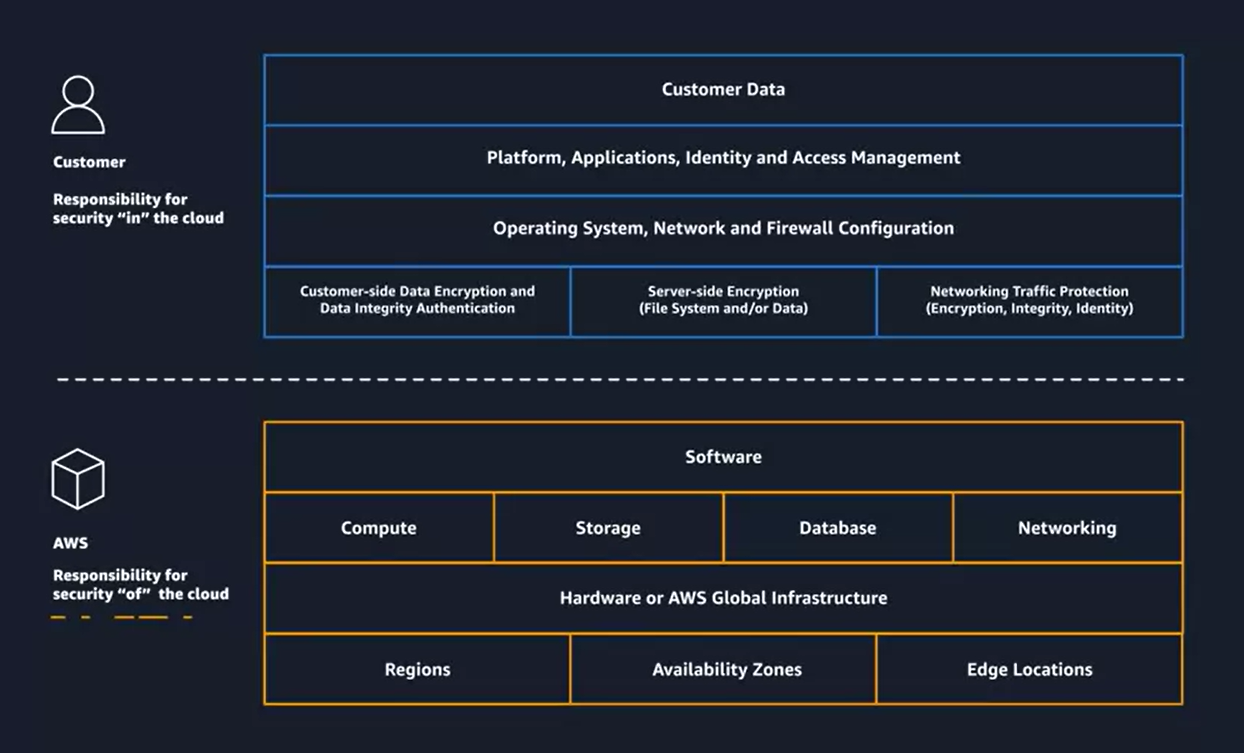 Customer
Responsibility for
security “in” the cloud
Customer Data
Platform, Applications, Identity and Access Management
Operating System, Network and Firewall Configuration
Customer-side Data Encryption and
Data Integrity Authentication
Server-side Encryption
(File System and/or Data)
Networking Traffic Protection
(Encryption, Integrity, Identity)
AWS
Responsibility for
security “of” the cloud
Software
Compute
Storage
Database
Networking
Hardware or AWS Global Infrastructure
Regions
Availability Zones
Edge Locations